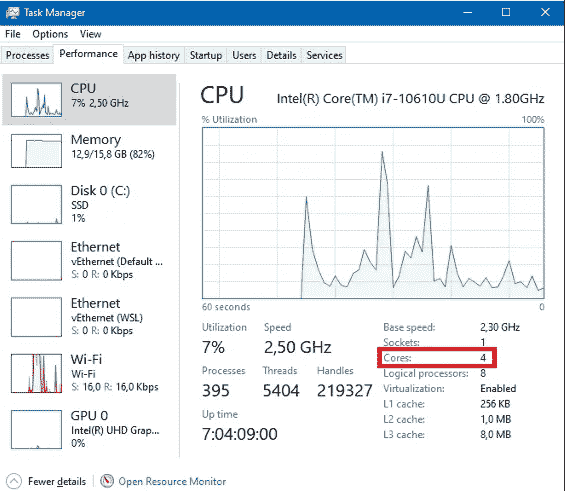 Task Manager
File Options View
Processes Performance App history Startup Users Details Services
CPU
7% 2,50 GHz
Memory
12,9/15,8 GB (82%)
Disk 0 (C:)
SSD
1%
Ethernet
vEthernet (Default ...
S: 0 R: 0 Kbps
Ethernet
vEthernet (WSL)
S: 0 R: 0 Kbps
Wi-Fi
Wi-Fi
S: 16,0 R: 16,0 Kbps
GPU 0
Intel(R) UHD Grap...
0%
CPU Intel(R) Core(TM) i7-10610U CPU @ 1.80GHz
% Utilization 100%
60 seconds 0
Utilization Speed
7% 2,50 GHz
Processes Threads Handles
395 5404 219327
Up time
7:04:09:00
Base speed: 2,30 GHz
Sockets: 1
Cores: 4
Logical processors: 8
Virtualization: Enabled
L1 cache: 256 KB
L2 cache: 1,0 MB
L3 cache: 8,0 MB
Fewer details Open Resource Monitor